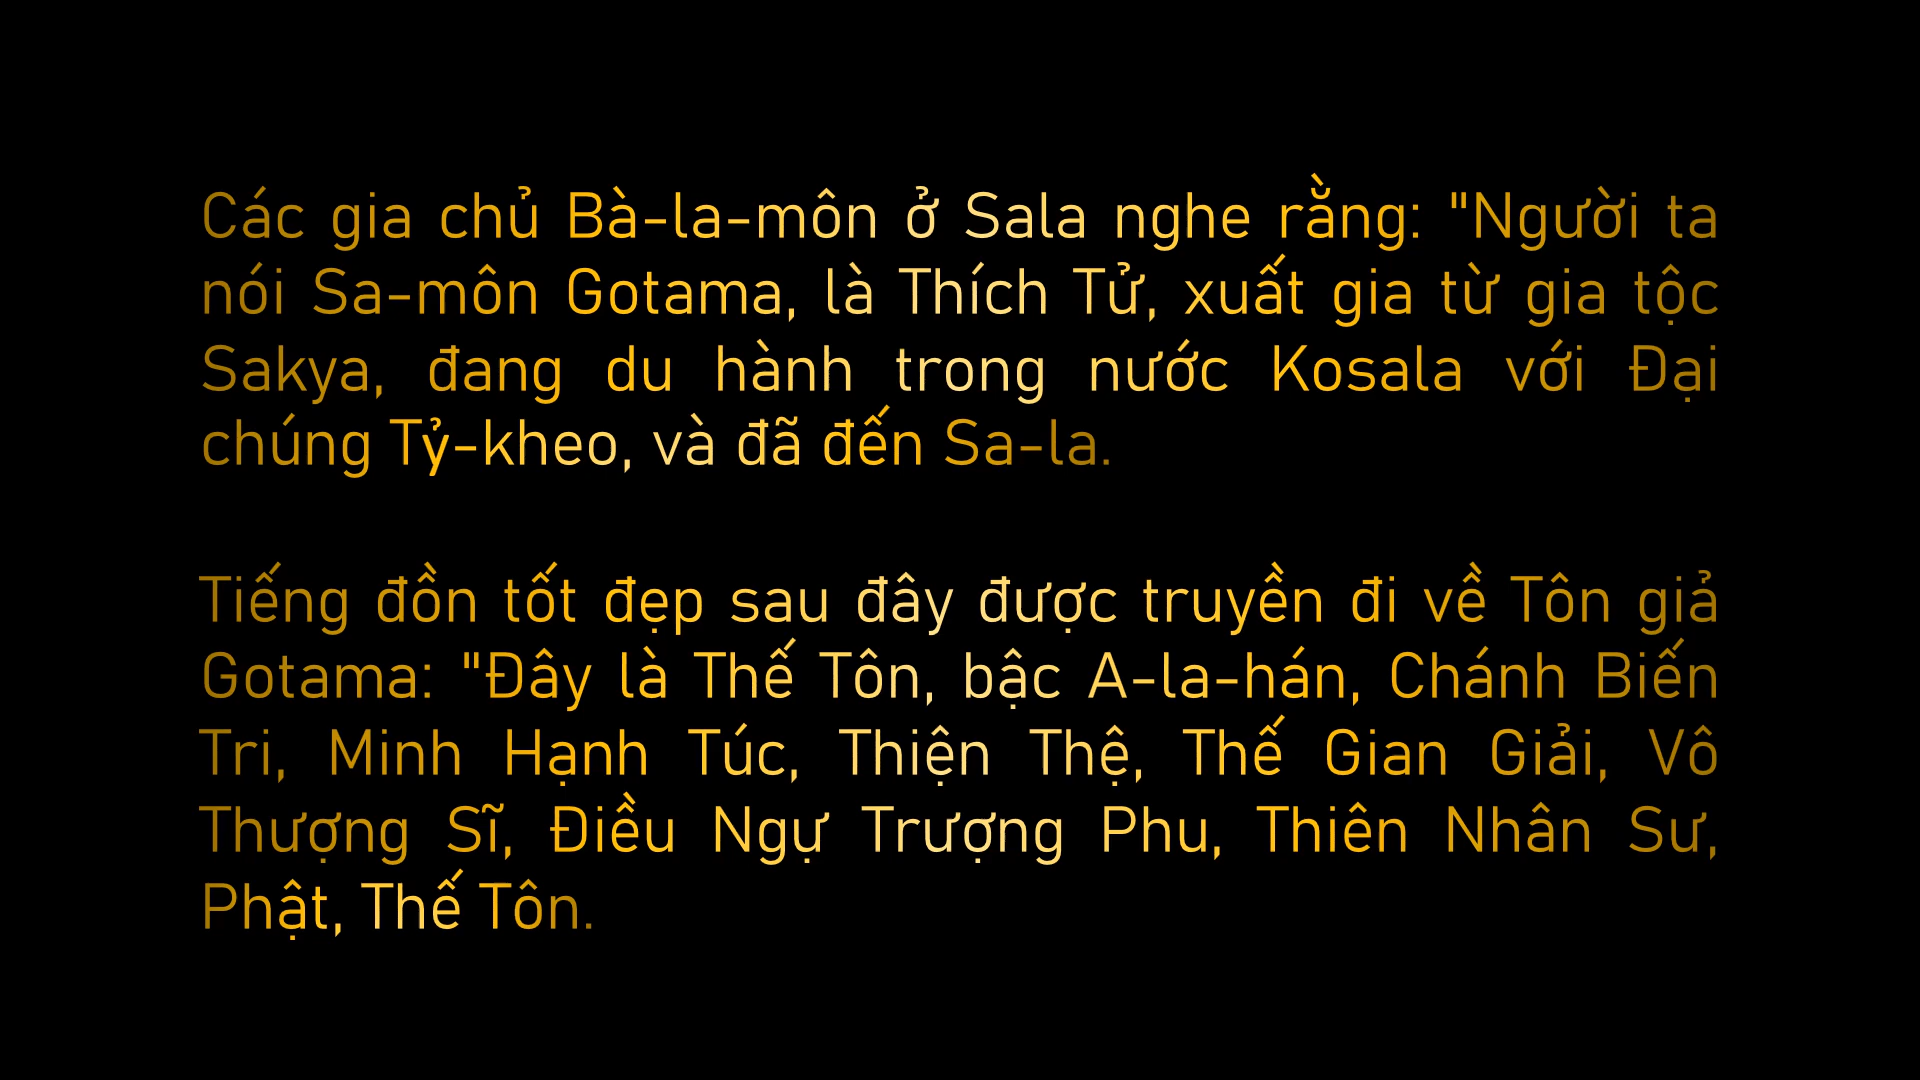 Các gia chủ Bà-la-môn ở Sala nghe rằng: "Người ta
nói Sa-môn Gotama, là Thích Tử, xuất gia từ gia tộc
Sakya, đang du hành trong nước Kosala với Đại
chúng Tỷ-kheo, và đã đến Sa-la.
Tiếng đồn tốt đẹp sau đây được truyền đi về Tôn giả
Gotama: "Đây là Thế Tôn, bậc A-la-hán, Chánh Biến
Tri, Minh Hạnh Túc, Thiện Thệ, Thế Gian Giải, Vô
Thượng Sĩ, Điều Ngự Trượng Phu, Thiên Nhân Sư,
Phật, Thế Tôn.